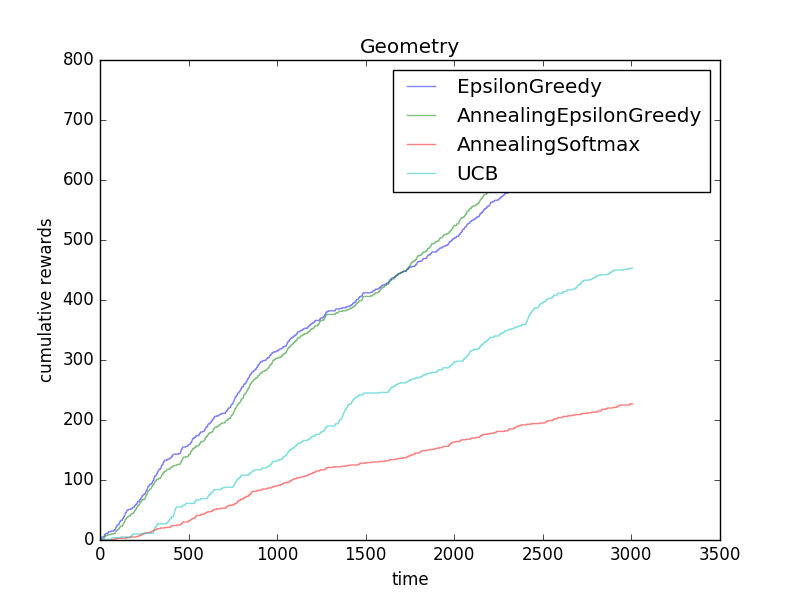 Geometry
800
700
600
500
400
300
200
100
0
cumulative rewards
EpsilonGreedy
AnnealingEpsilonGreedy
AnnealingSoftmax
UCB
0 500 1000 1500 2000 2500 3000 3500
time